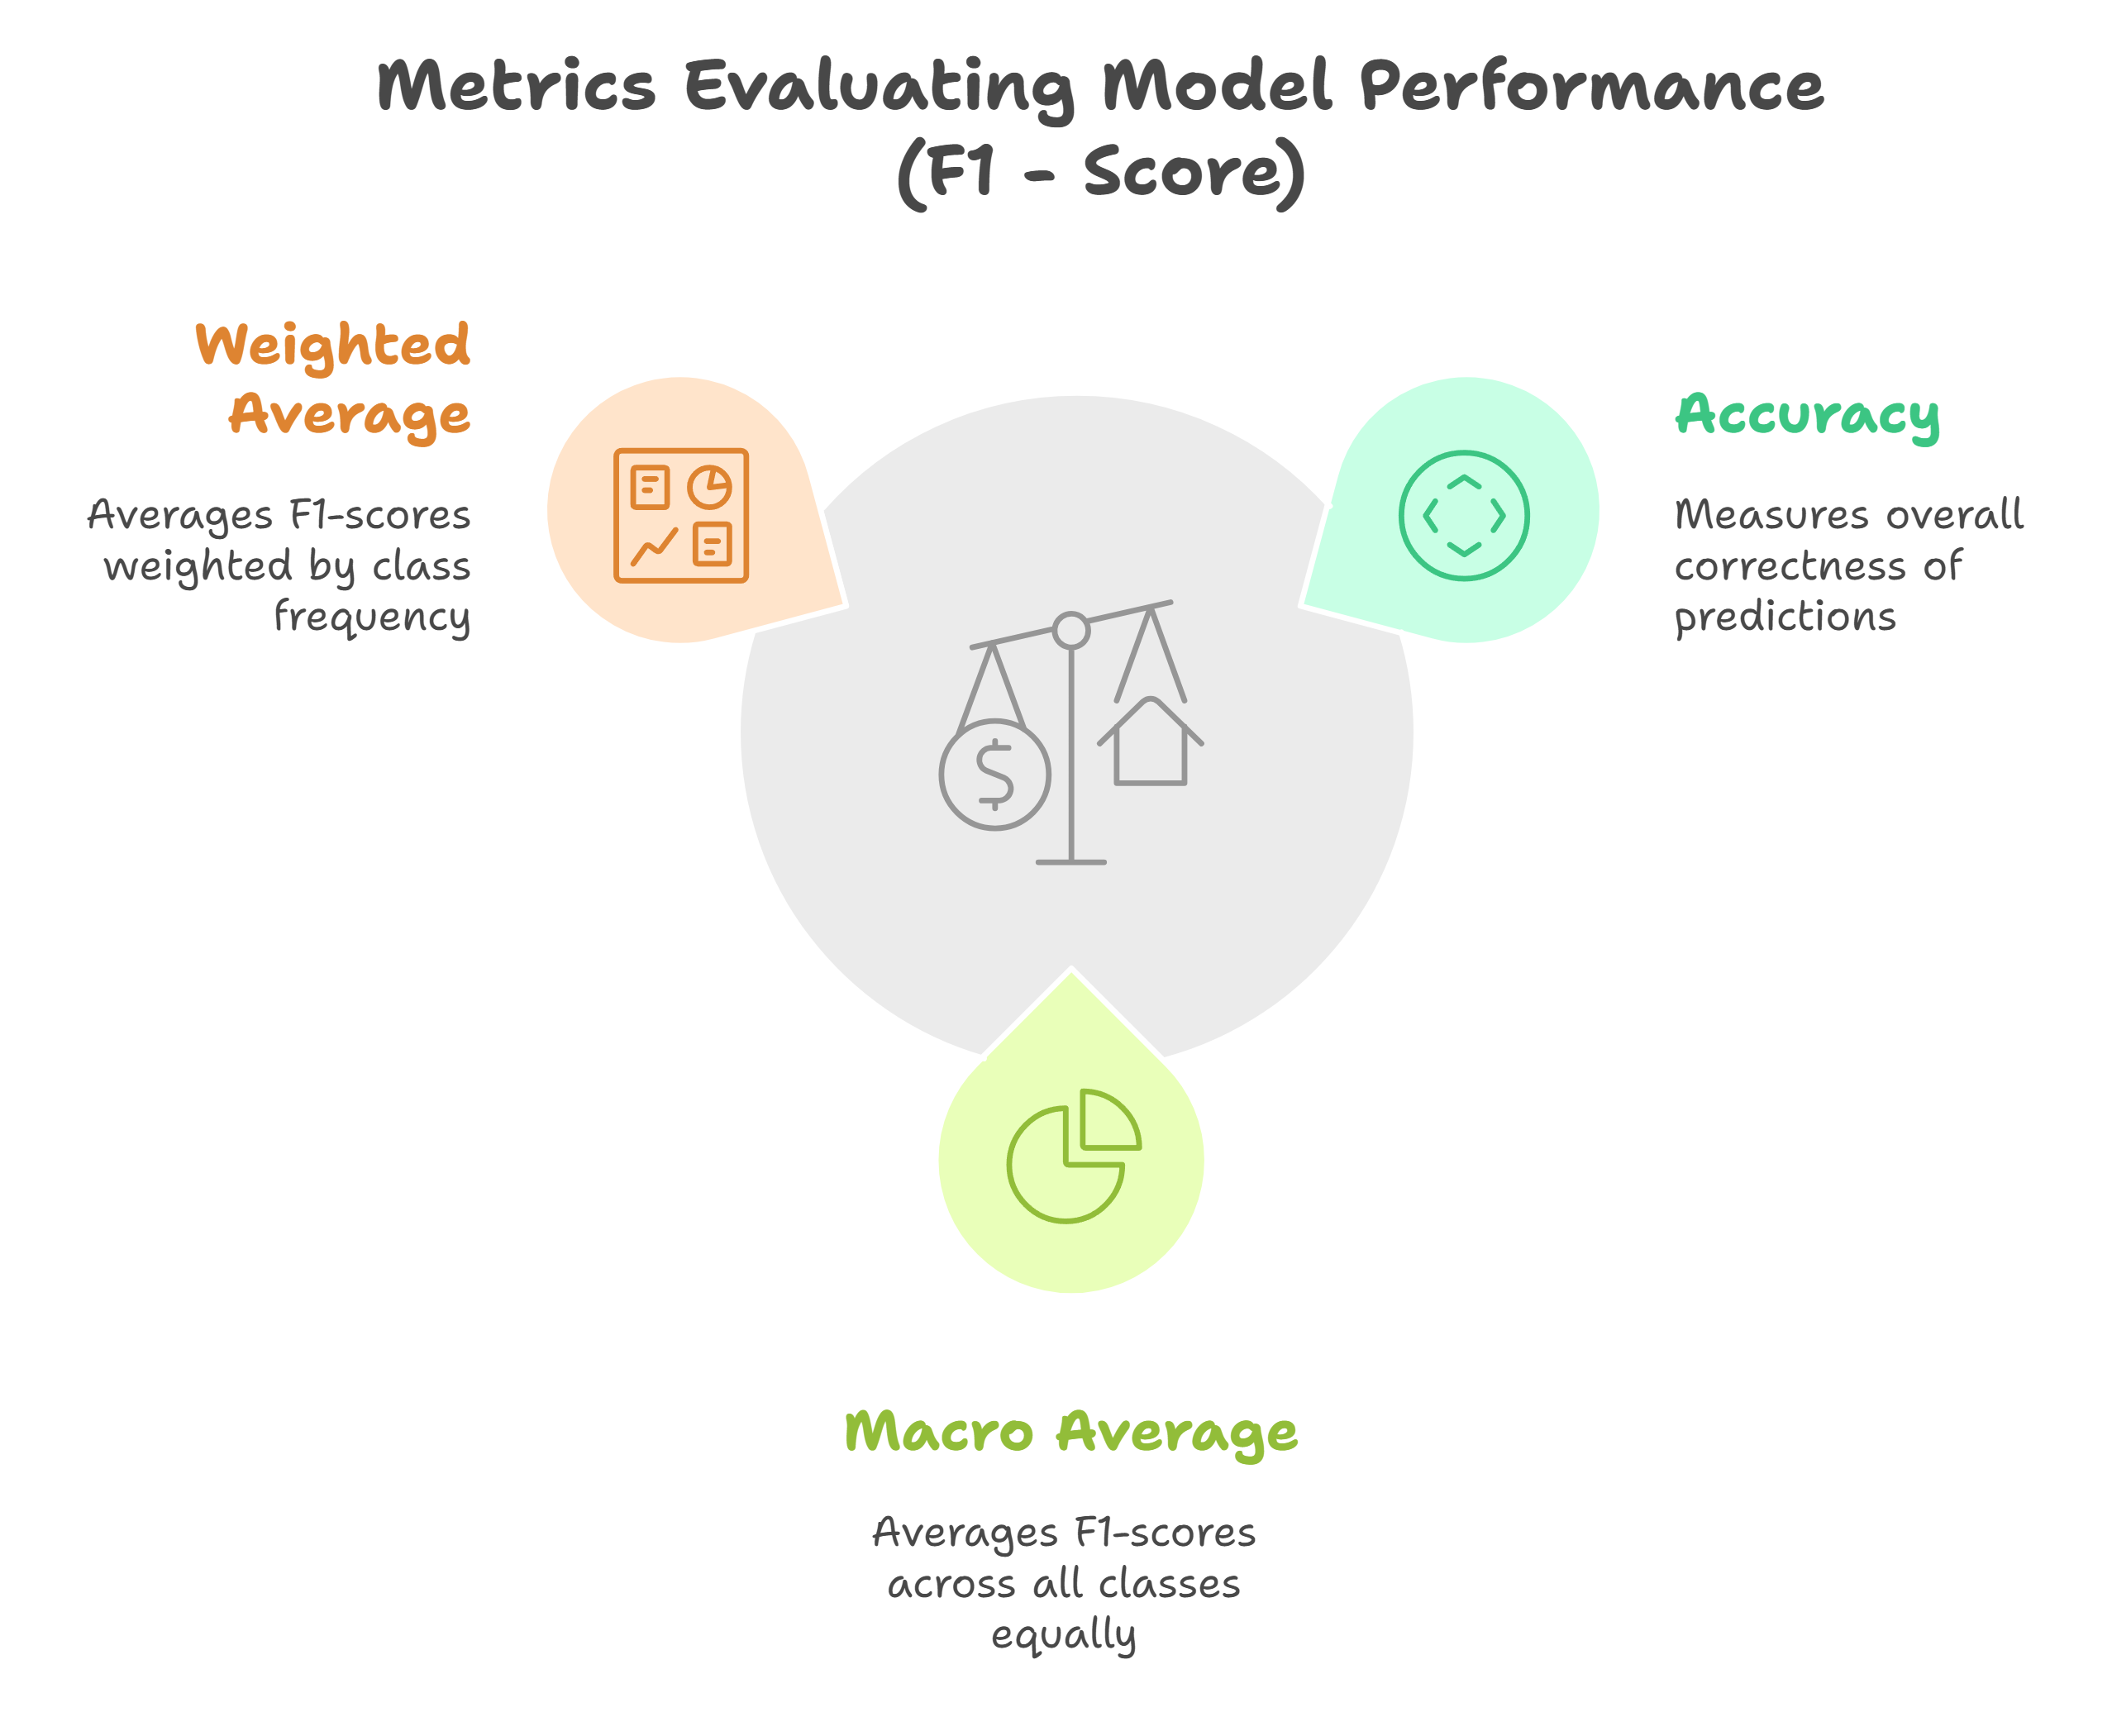 Metrics Evaluating Model Performance
(F1 - Score)
Weighted
Average
Averages F1-scores
weighted by class
frequency
Accuracy
Measures overall
correctness of
predictions
$
Macro Average
Averages F1-scores
across all classes
equally